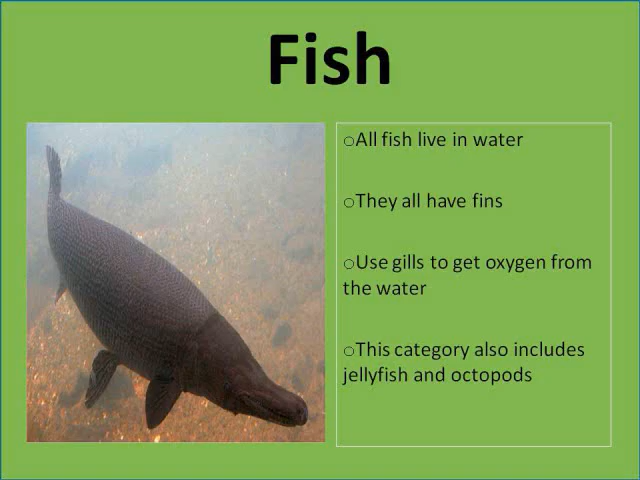 Fish
oAll fish live in water
oThey all have fins
oUse gills to get oxygen from
the water
oThis category also includes
jellyfish and octopods